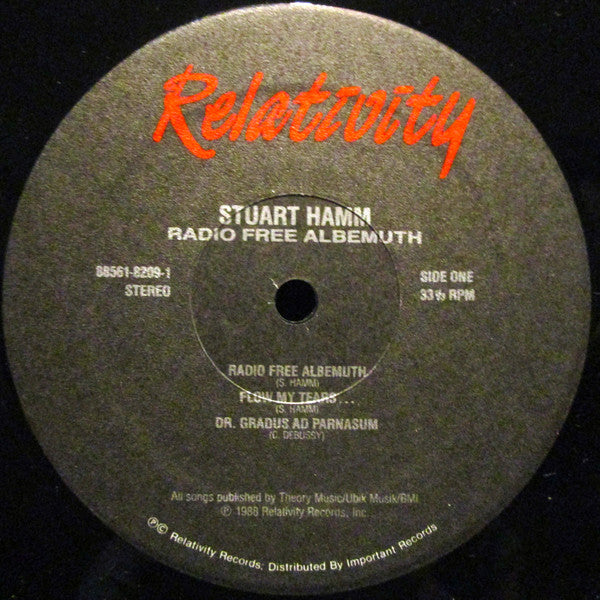 Relativity
STUART HAMM
RADIO FREE ALBEMUTH
88561-8209-1
STEREO
SIDE ONE
33⅓ RPM
RADIO FREE ALBEMUTH
(S. HAMM)
FLOW MY TEARS...
(S. HAMM)
DR. GRADUS AD PARNASUM
(C. DEBUSSY)
All songs published by Theory Music/Ubik Musik/BMI
℗ 1988 Relativity Records, Inc.
℗© Relativity Records; Distributed By Important Records